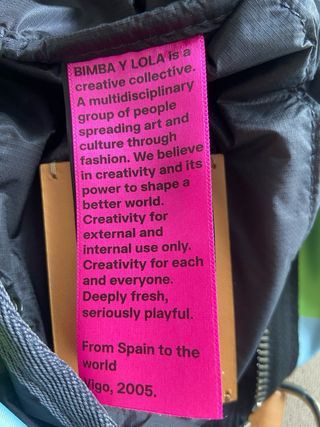 BIMBA Y LOLA is a
creative collective.
A multidisciplinary
group of people
spreading art and
culture through
fashion. We believe
in creativity and its
power to shape a
better world.
Creativity for
external and
internal use only.
Creativity for each
and everyone.
Deeply fresh,
seriously playful.
From Spain to the
world
Vigo, 2005.